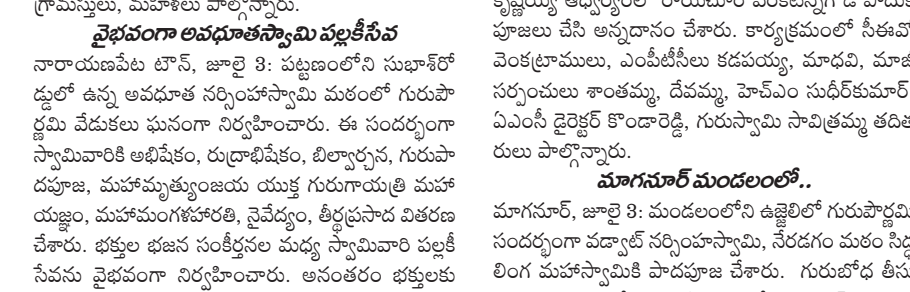 గ్రామస్తులు, మహిళలు పాల్గొన్నారు.
వైభవంగా అవధూతస్వామి పల్లకీసేవ
నారాయణపేట టౌన్, జూలై 3: పట్టణంలోని సుభాశ్‌రో
డ్డులో ఉన్న అవధూత నర్సింహస్వామి మఠంలో గురుపౌ
ర్ణమి వేడుకలు ఘనంగా నిర్వహించారు. ఈ సందర్భంగా
స్వామివారికి అభిషేకం, రుద్రాభిషేకం, బిల్వార్చన, గురుపా
దపూజ, మహామృత్యుంజయ యుక్త గురుగాయత్రి మహా
యజ్ఞం, మహామంగళహారతి, నైవేద్యం, తీర్థప్రసాద వితరణ
చేశారు. భక్తుల భజన సంకీర్తనల మధ్య స్వామివారి పల్లకీ
సేవను వైభవంగా నిర్వహించారు. అనంతరం భక్తులకు
కృష్ణయ్య ఆధ్వర్యంలో
పూజలు చేసి అన్నదానం చేశారు. కార్యక్రమంలో సీఈవో
వెంకట్రాములు, ఎంపీటీసీలు కడపయ్య, మాధవి, మాజీ
సర్పంచులు శాంతమ్మ, దేవమ్మ, హెచ్ఎం సుధీర్‌కుమార్
ఏఎంసీ డైరెక్టర్ కొండారెడ్డి, గురుస్వామి సావిత్రమ్మ తదిత
రులు పాల్గొన్నారు.
మాగనూర్ మండలంలో..
మాగనూర్, జూలై 3: మండలంలోని ఉజ్జెలిలో గురుపౌర్ణమి
సందర్భంగా వడ్వాట్ నర్సింహస్వామి, నేరడగం మఠం సిద్ధ
లింగ మహాస్వామికి పాదపూజ చేశారు. గురుబోధ తీసు